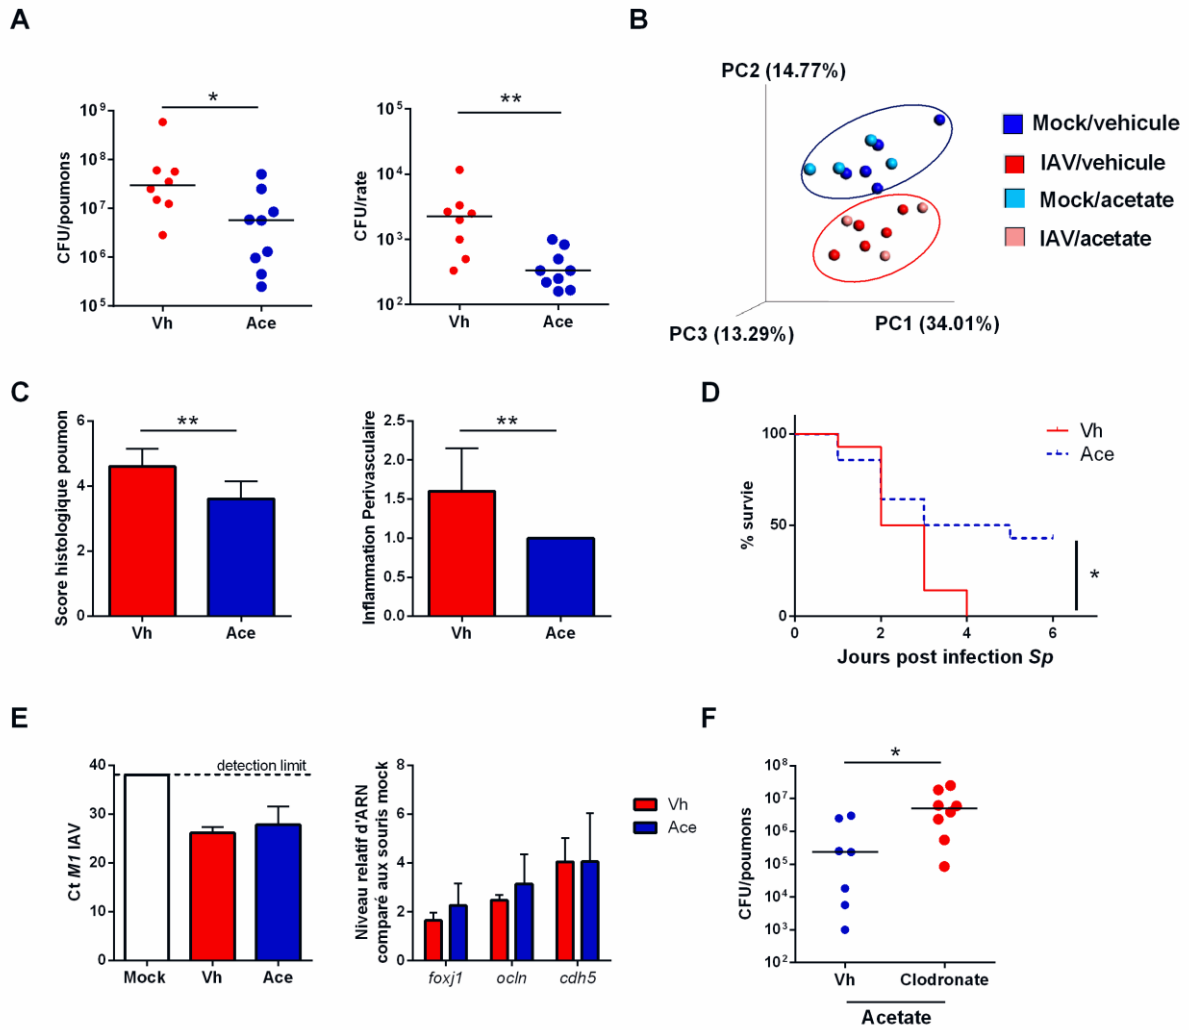 A
CFU/poumons
10⁹
10⁸
10⁷
10⁶
10⁵
*
Vh
Ace
CFU/rate
10⁵
10⁴
10³
10²
**
Vh
Ace
B
PC2 (14.77%)
PC3 (13.29%)
PC1 (34.01%)
Mock/vehicule
IAV/vehicule
Mock/acetate
IAV/acetate
C
Score histologique poumon
6
4
2
0
**
Vh
Ace
Inflammation Perivasculaire
2.5
2.0
1.5
1.0
0.5
0.0
**
Vh
Ace
D
% survie
100
50
0
Vh
Ace
*
0
2
4
6
Jours post infection Sp
E
Ct M1 IAV
40
30
20
10
0
detection limit
Mock
Vh
Ace
Niveau relatif d'ARN
comparé aux souris mock
8
6
4
2
0
foxj1
ocln
cdh5
Vh
Ace
F
CFU/poumons
10⁸
10⁷
10⁶
10⁵
10⁴
10³
10²
*
Vh
Clodronate
Acetate